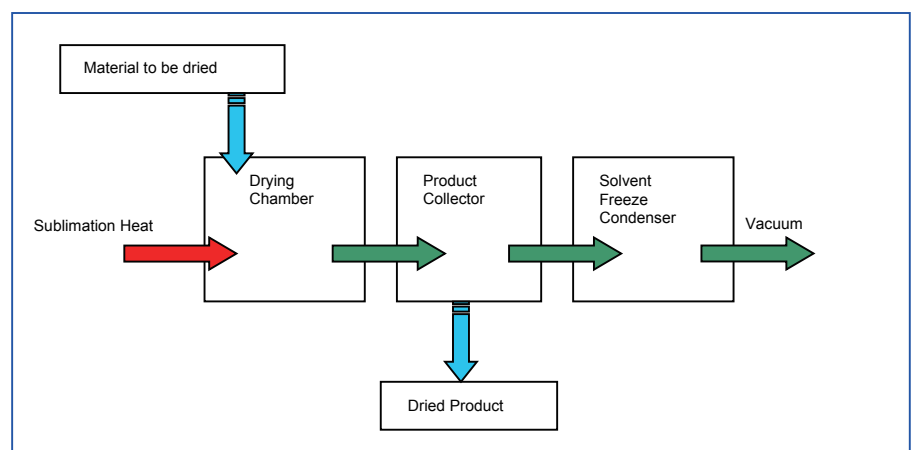 Material to be dried
Drying
Chamber
Product
Collector
Solvent
Freeze
Condenser
Sublimation Heat
Vacuum
Dried Product